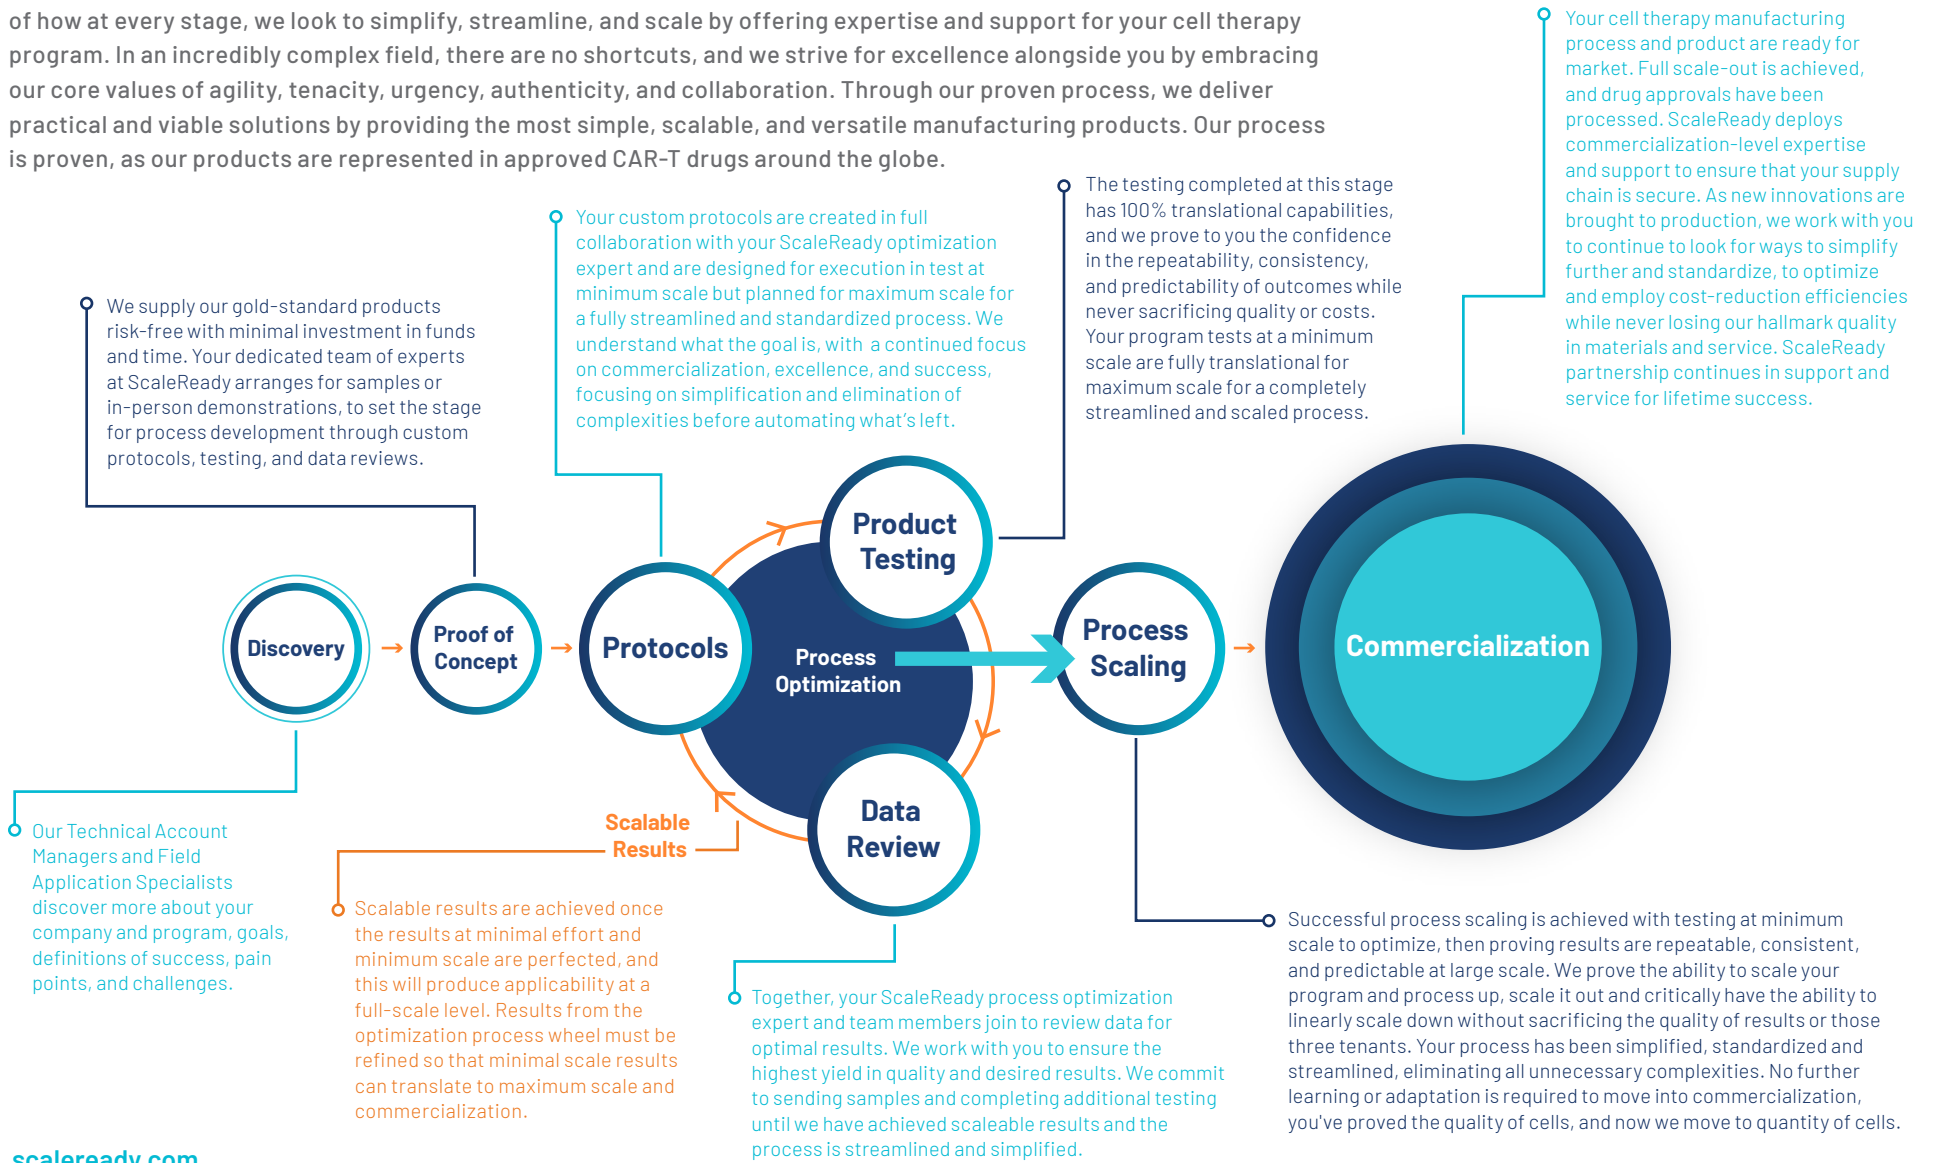 of how at every stage, we look to simplify, streamline, and scale by offering expertise and support for your cell therapy
program. In an incredibly complex field, there are no shortcuts, and we strive for excellence alongside you by embracing
our core values of agility, tenacity, urgency, authenticity, and collaboration. Through our proven process, we deliver
practical and viable solutions by providing the most simple, scalable, and versatile manufacturing products. Our process
is proven, as our products are represented in approved CAR-T drugs around the globe.
Your cell therapy manufacturing
process and product are ready for
market. Full scale-out is achieved,
and drug approvals have been
processed. ScaleReady deploys
commercialization-level expertise
and support to ensure that your supply
chain is secure. As new innovations are
brought to production, we work with you
to continue to look for ways to simplify
further and standardize, to optimize
and employ cost-reduction efficiencies
while never losing our hallmark quality
in materials and service. ScaleReady
partnership continues in support and
service for lifetime success.
The testing completed at this stage
has 100% translational capabilities,
and we prove to you the confidence
in the repeatability, consistency,
and predictability of outcomes while
never sacrificing quality or costs.
Your program tests at a minimum
scale are fully translational for
maximum scale for a completely
streamlined and scaled process.
Your custom protocols are created in full
collaboration with your ScaleReady optimization
expert and are designed for execution in test at
minimum scale but planned for maximum scale for
a fully streamlined and standardized process. We
understand what the goal is, with a continued focus
on commercialization, excellence, and success,
focusing on simplification and elimination of
complexities before automating what's left.
We supply our gold-standard products
risk-free with minimal investment in funds
and time. Your dedicated team of experts
at ScaleReady arranges for samples or
in-person demonstrations, to set the stage
for process development through custom
protocols, testing, and data reviews.
Discovery
Proof of
Concept
Protocols
Product
Testing
Process
Optimization
Data
Review
Process
Scaling
Commercialization
Scalable
Results
Our Technical Account
Managers and Field
Application Specialists
discover more about your
company and program, goals,
definitions of success, pain
points, and challenges.
Scalable results are achieved once
the results at minimal effort and
minimum scale are perfected, and
this will produce applicability at a
full-scale level. Results from the
optimization process wheel must be
refined so that minimal scale results
can translate to maximum scale and
commercialization.
Together, your ScaleReady process optimization
expert and team members join to review data for
optimal results. We work with you to ensure the
highest yield in quality and desired results. We commit
to sending samples and completing additional testing
until we have achieved scaleable results and the
process is streamlined and simplified.
Successful process scaling is achieved with testing at minimum
scale to optimize, then proving results are repeatable, consistent,
and predictable at large scale. We prove the ability to scale your
program and process up, scale it out and critically have the ability to
linearly scale down without sacrificing the quality of results or those
three tenants. Your process has been simplified, standardized and
streamlined, eliminating all unnecessary complexities. No further
learning or adaptation is required to move into commercialization,
you've proved the quality of cells, and now we move to quantity of cells.
scaleready.com